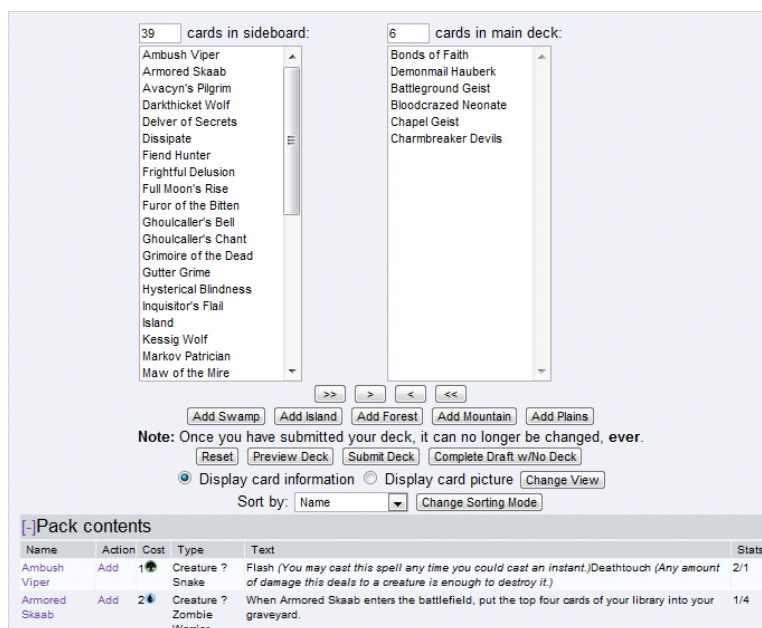 39 cards in sideboard: 6 cards in main deck:
Ambush Viper
Armored Skaab
Avacyn's Pilgrim
Darkthicket Wolf
Delver of Secrets
Dissipate
Fiend Hunter
Frightful Delusion
Full Moon's Rise
Furor of the Bitten
Ghoulcaller's Bell
Ghoulcaller's Chant
Grimoire of the Dead
Gutter Grime
Hysterical Blindness
Inquisitor's Flail
Island
Kessig Wolf
Markov Patrician
Maw of the Mire
Bonds of Faith
Demonmail Hauberk
Battleground Geist
Bloodcrazed Neonate
Chapel Geist
Charmbreaker Devils
>> > < <<
Add Swamp Add Island Add Forest Add Mountain Add Plains
Note: Once you have submitted your deck, it can no longer be changed, ever.
Reset Preview Deck Submit Deck Complete Draft w/No Deck
Display card information Display card picture Change View
Sort by: Name Change Sorting Mode
[-]Pack contents
Name Action Cost Type Text Stats
Ambush Add 1 Creature ? Flash (You may cast this spell any time you could cast an instant.)Deathtouch (Any amount 2/1
Viper Snake of damage this deals to a creature is enough to destroy it.)
Armored Add 2 Creature ? When Armored Skaab enters the battlefield, put the top four cards of your library into your 1/4
Skaab Zombie graveyard.
Warrior